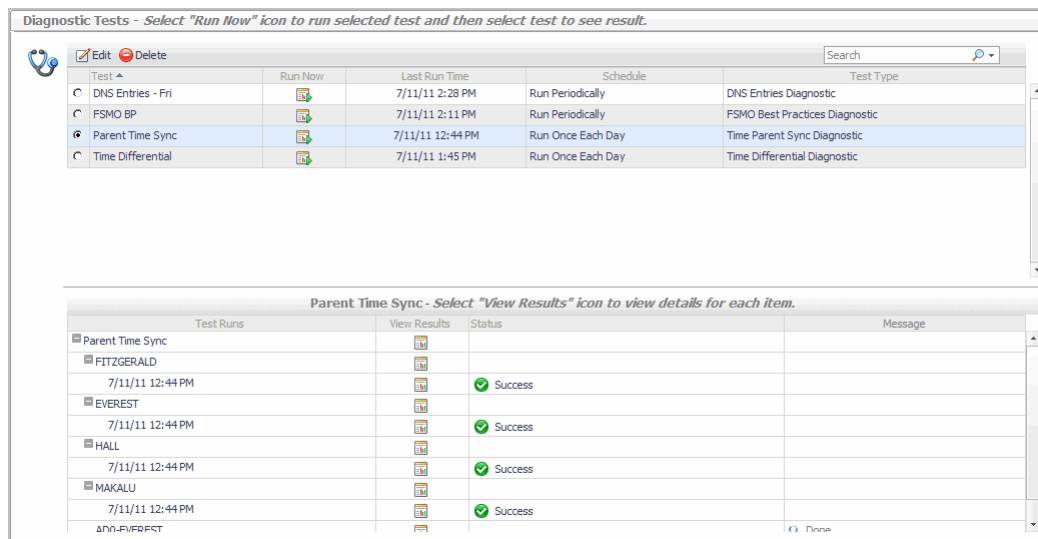 Diagnostic Tests - Select "Run Now" icon to run selected test and then select test to see result.
Edit Delete Search
Test Run Now Last Run Time Schedule Test Type
DNS Entries - Fri 7/11/11 2:28 PM Run Periodically DNS Entries Diagnostic
FSMO BP 7/11/11 2:11 PM Run Periodically FSMO Best Practices Diagnostic
Parent Time Sync 7/11/11 12:44 PM Run Once Each Day Time Parent Sync Diagnostic
Time Differential 7/11/11 1:45 PM Run Once Each Day Time Differential Diagnostic
Parent Time Sync - Select "View Results" icon to view details for each item.
Test Runs View Results Status Message
Parent Time Sync
FITZGERALD
7/11/11 12:44 PM Success
EVEREST
7/11/11 12:44 PM Success
HALL
7/11/11 12:44 PM Success
MAKALU
7/11/11 12:44 PM Success
AD0-EVEREST Done